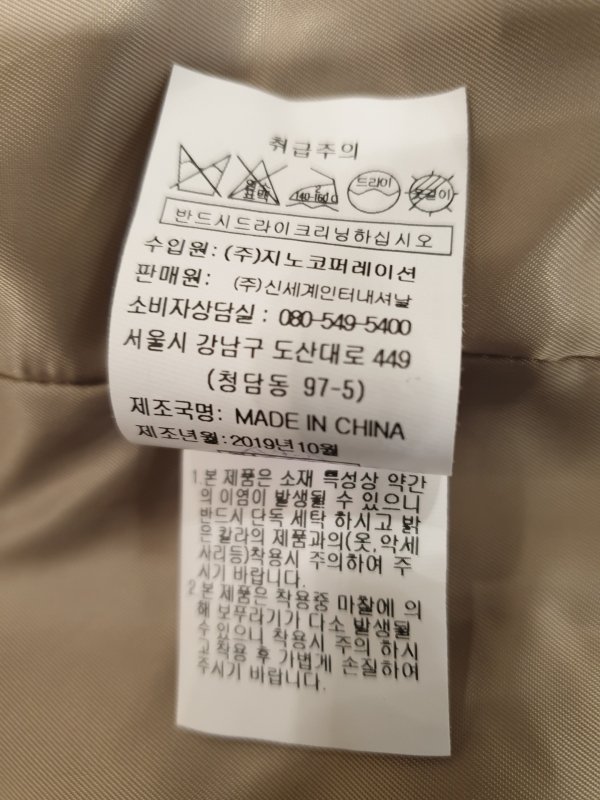 취급주의
염소 표백
140-160℃
드라이
옷걸이
반드시드라이크리닝하십시오
수입원: (주)지노코퍼레이션
판매원: (주)신세계인터내셔날
소비자상담실 : 080-549-5400
서울시 강남구 도산대로 449
(청담동 97-5)
제조국명: MADE IN CHINA
제조년월:2019년10월
1.본 제품은 소재 특성상 약간
의 이염이 발생될 수 있으니
반드시 단독 세탁 하시고 밝
은칼라의 제품과의(옷,악세
사리등)착용시 주의하여 주
시기 바랍니다.
2.본 제품은 착용중 마찰에 의
해 보푸라기가 다소 발생될
수있으니 착용시 주의 하시
고착용 후 가볍게 손질하여
주시기 바랍니다.